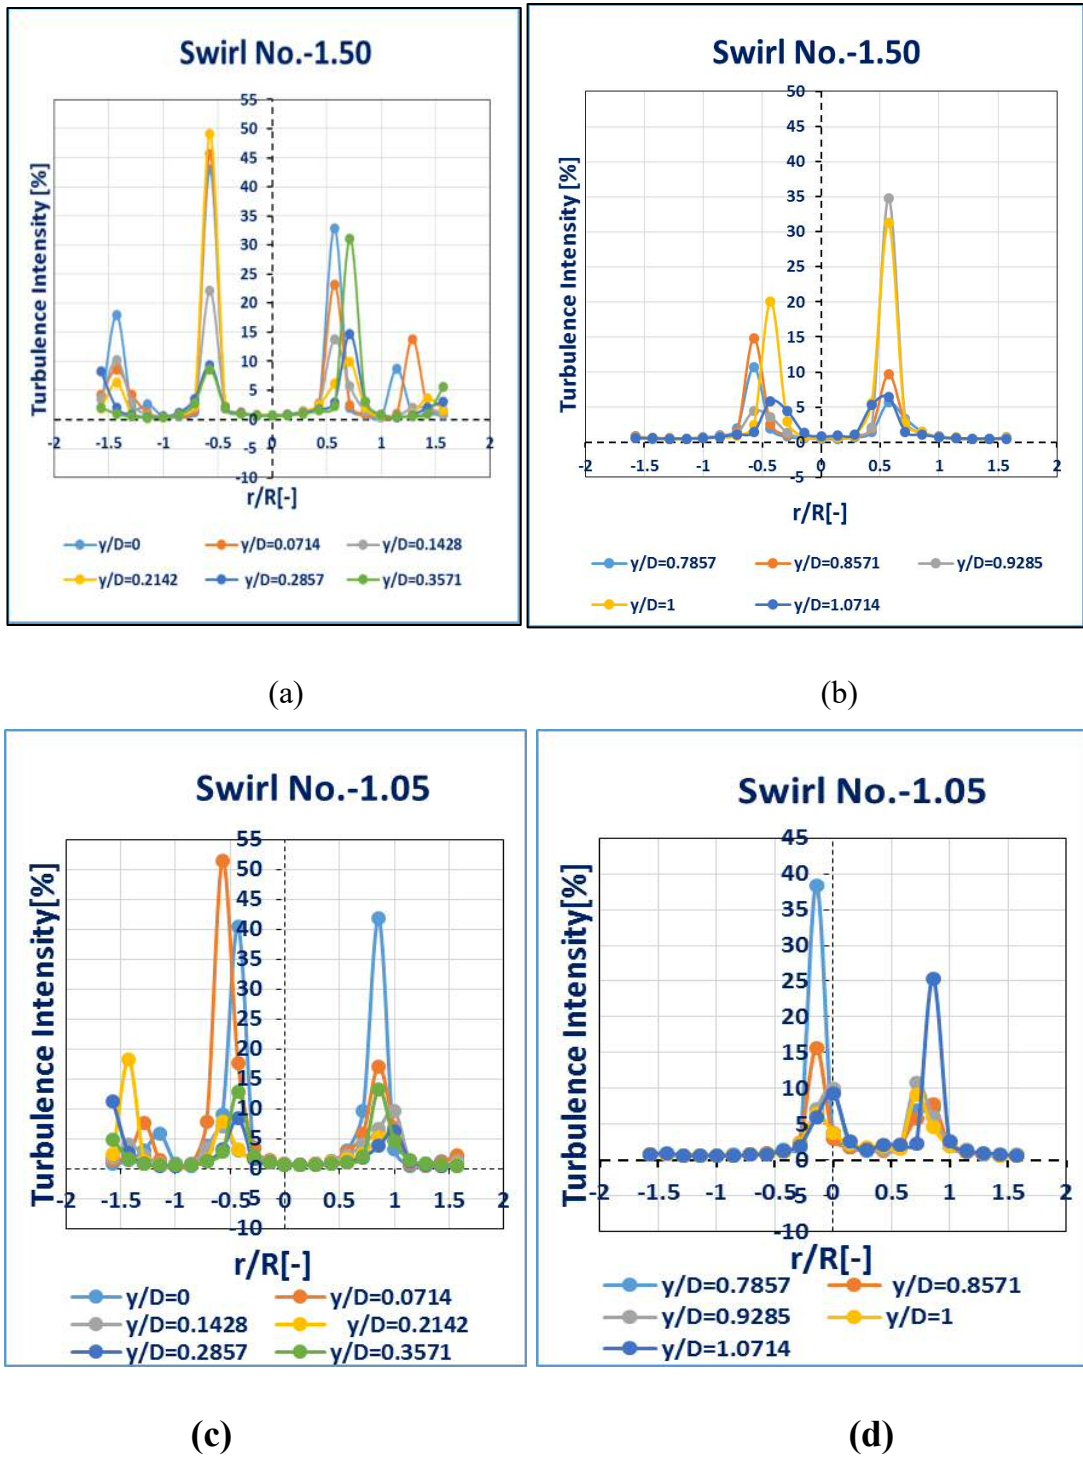 Swirl No.-1.50
Turbulence Intensity [%]
55
50
45
40
35
30
25
20
15
10
5
0
-5
-10
-2 -1.5 -1 -0.5 0 0.5 1 1.5 2
r/R[-]
y/D=0 y/D=0.0714 y/D=0.1428
y/D=0.2142 y/D=0.2857 y/D=0.3571
(a)
Swirl No.-1.50
Turbulence Intensity [%]
50
45
40
35
30
25
20
15
10
5
0
-5
-2 -1.5 -1 -0.5 0 0.5 1 1.5 2
r/R[-]
y/D=0.7857 y/D=0.8571 y/D=0.9285
y/D=1 y/D=1.0714
(b)
Swirl No.-1.05
Turbulence Intensity[%]
55
50
45
40
35
30
25
20
15
10
5
0
-5
-10
-2 -1.5 -1 -0.5 0 0.5 1 1.5 2
r/R[-]
y/D=0 y/D=0.0714
y/D=0.1428 y/D=0.2142
y/D=0.2857 y/D=0.3571
(c)
Swirl No.-1.05
Turbulence Intensity[%]
45
40
35
30
25
20
15
10
5
0
-5
-10
-2 -1.5 -1 -0.5 0 0.5 1 1.5 2
r/R[-]
y/D=0.7857 y/D=0.8571
y/D=0.9285 y/D=1
y/D=1.0714
(d)